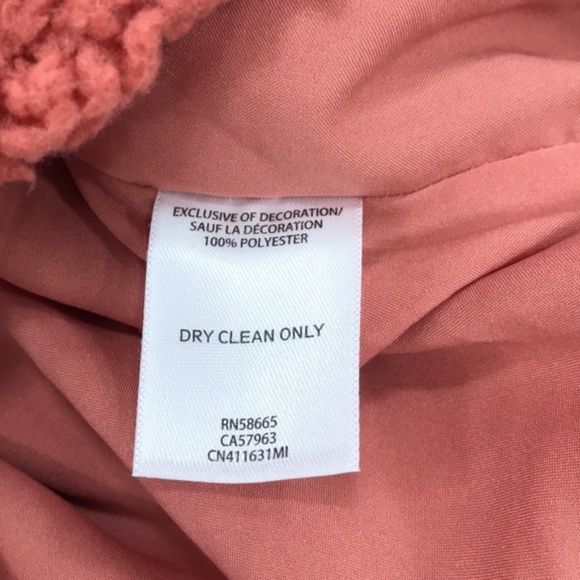 EXCLUSIVE OF DECORATION/
SAUF LA DÉCORATION
100% POLYESTER
DRY CLEAN ONLY
RN58665
CA57963
CN411631MI